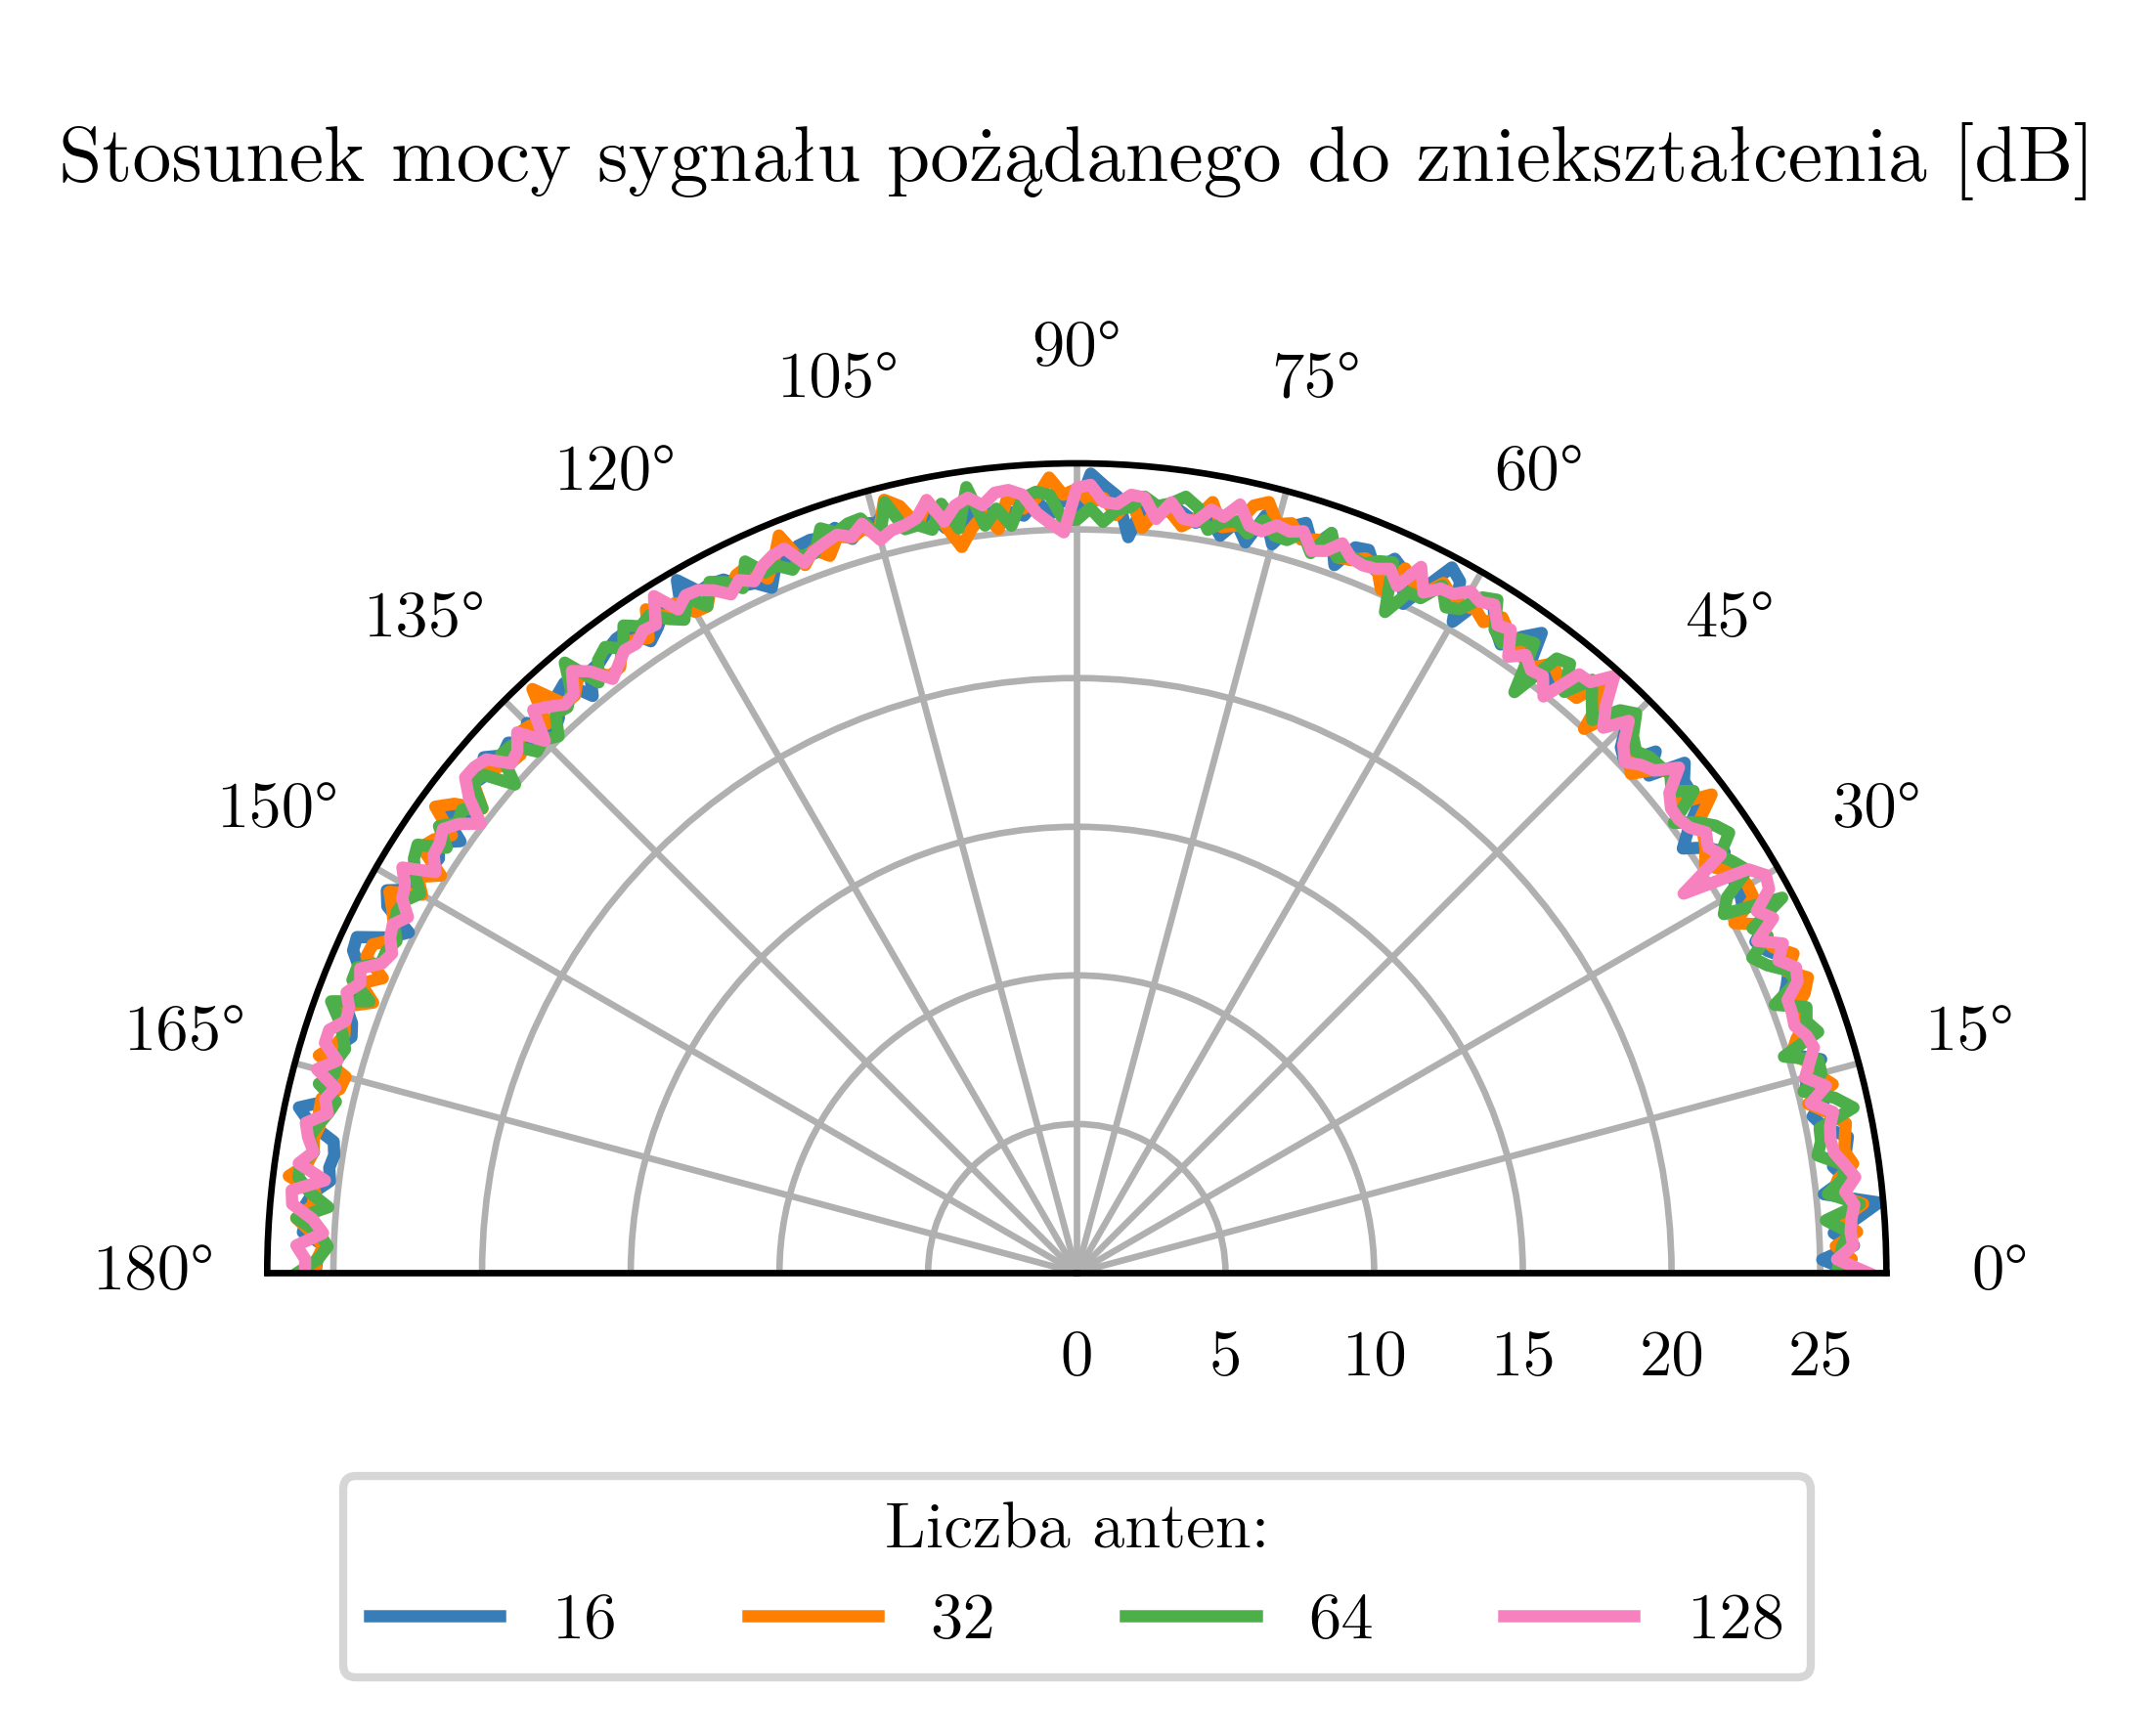 Stosunek mocy sygnału pożądanego do zniekształcenia [dB]
90°
105° 75°
120° 60°
135° 45°
150° 30°
165° 15°
180° 0°
0 5 10 15 20 25
Liczba anten:
16 32 64 128